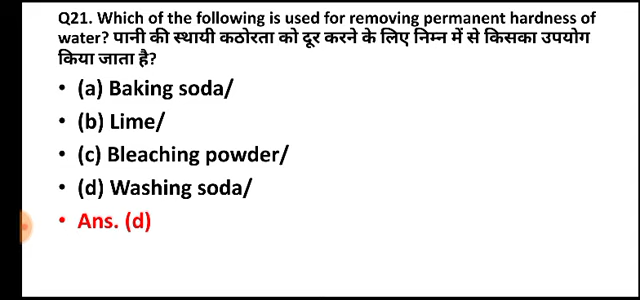 Q21. Which of the following is used for removing permanent hardness of
water? पानी की स्थायी कठोरता को दूर करने के लिए निम्न में से किसका उपयोग
किया जाता है?
• (a) Baking soda/
• (b) Lime/
• (c) Bleaching powder/
• (d) Washing soda/
• Ans. (d)